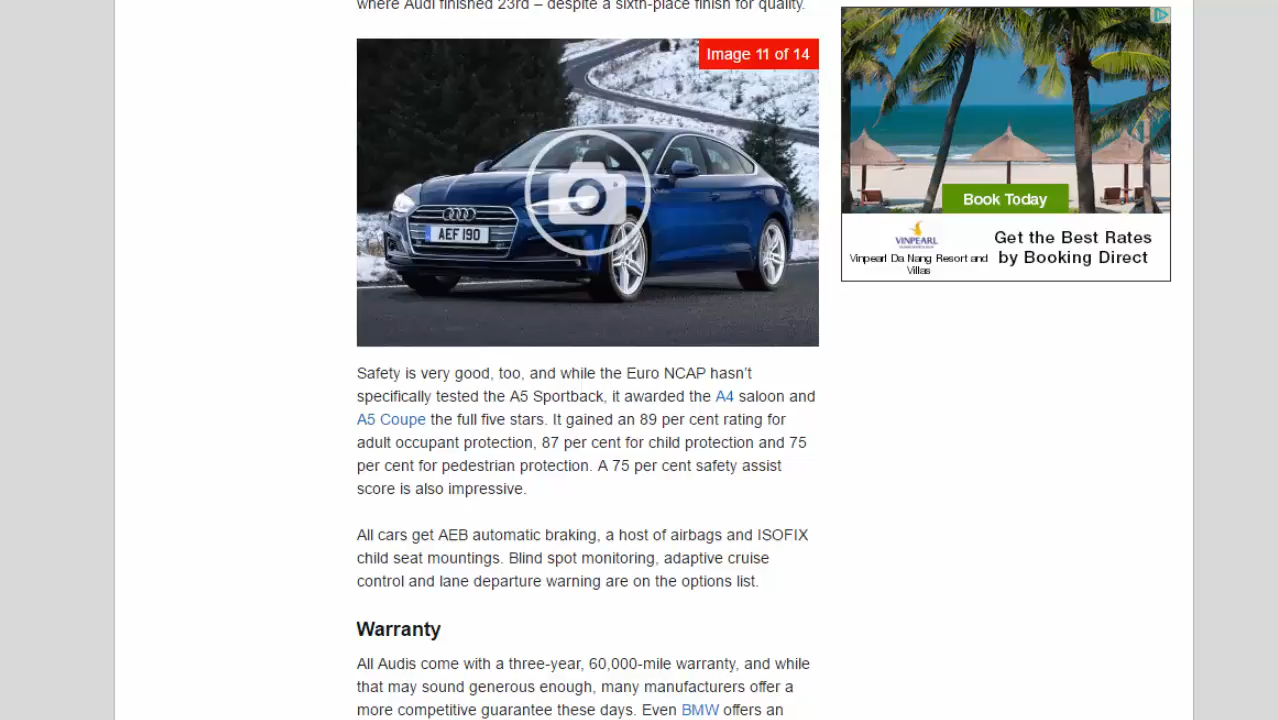 where Audi finished 23rd – despite a sixth-place finish for quality.
Image 11 of 14
AEF 190
Safety is very good, too, and while the Euro NCAP hasn't
specifically tested the A5 Sportback, it awarded the A4 saloon and
A5 Coupe the full five stars. It gained an 89 per cent rating for
adult occupant protection, 87 per cent for child protection and 75
per cent for pedestrian protection. A 75 per cent safety assist
score is also impressive.
All cars get AEB automatic braking, a host of airbags and ISOFIX
child seat mountings. Blind spot monitoring, adaptive cruise
control and lane departure warning are on the options list.
Warranty
All Audis come with a three-year, 60,000-mile warranty, and while
that may sound generous enough, many manufacturers offer a
more competitive guarantee these days. Even BMW offers an
Book Today
VINPEARL
Vinpearl Da Nang Resort and
Villas
Get the Best Rates
by Booking Direct